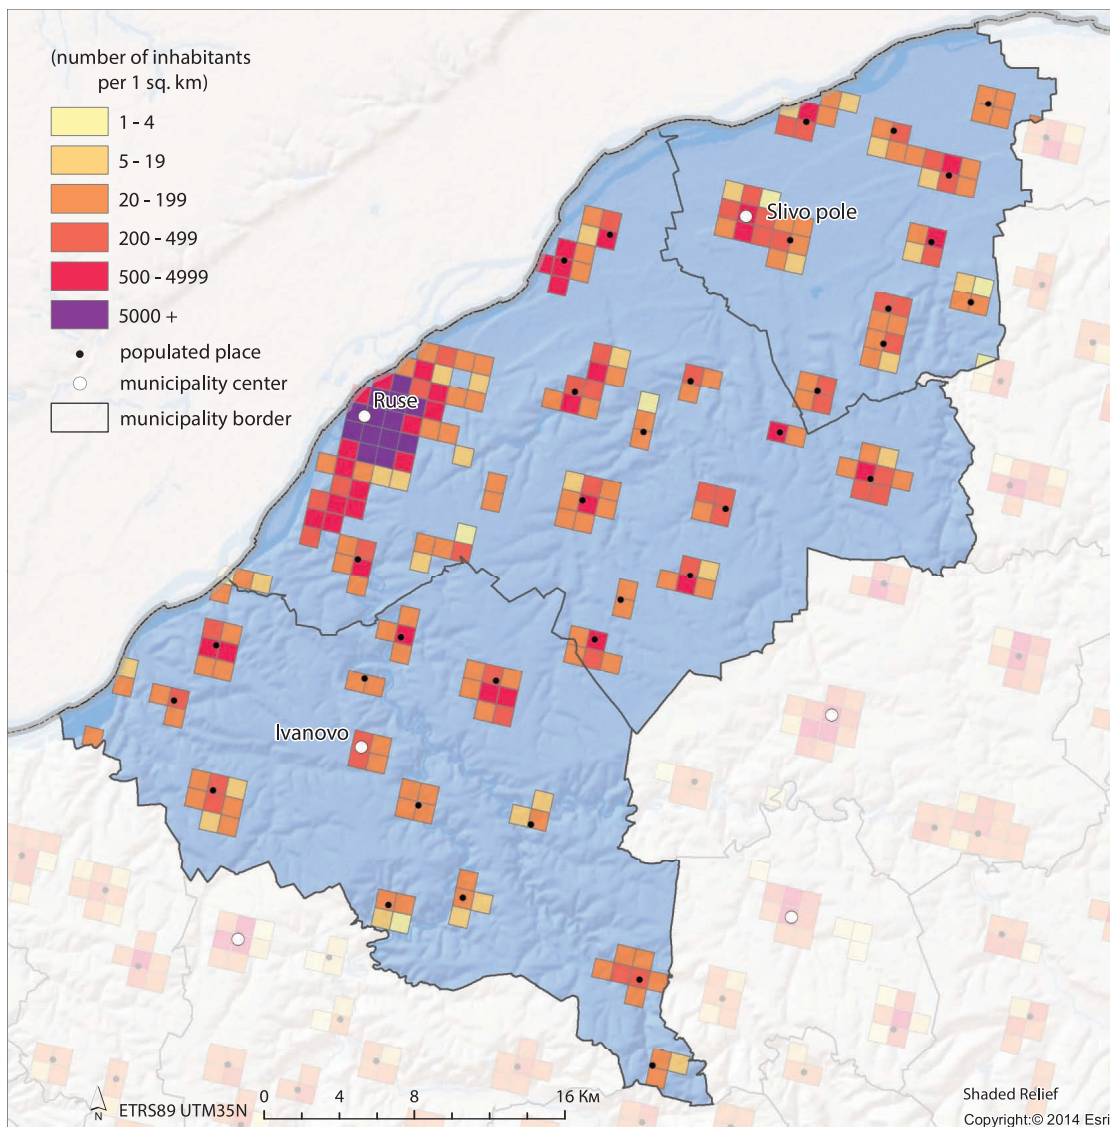 (number of inhabitants
per 1 sq. km)
1 - 4
5 - 19
20 - 199
200 - 499
500 - 4999
5000 +
populated place
municipality center
municipality border
Slivo pole
Ruse
Ivanovo
N
ETRS89 UTM35N
0 4 8 16 Км
Shaded Relief
Copyright:© 2014 Esri